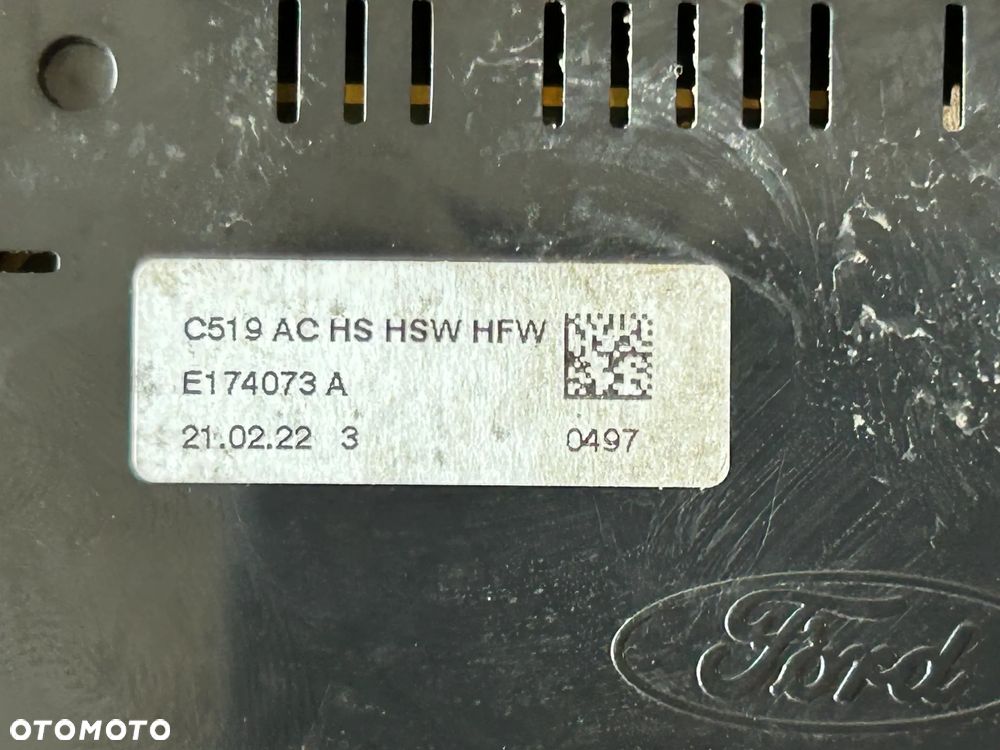 C519 AC HS HSW HFW
E174073 A
21.02.22 3 0497
Ford
OTOMOTO